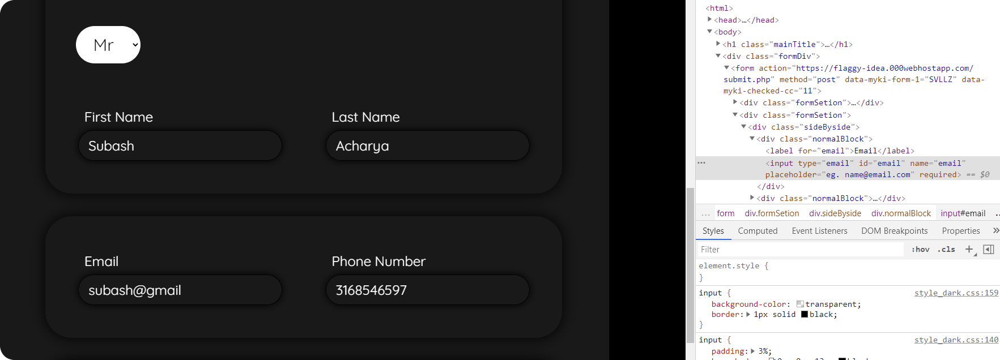 Mr
First Name
Last Name
Subash
Acharya
Email
Phone Number
subash@gmail
3168546597
<html>
<head>…</head>
<body>
<h1 class="mainTitle">…</h1>
<div class="formDiv">
<form action="https://flaggy-idea.000webhostapp.com/
submit.php" method="post" data-myki-form-1="SVLLZ" data-
myki-checked-cc="11">
<div class="formSetion">…</div>
<div class="formSetion">
<div class="sideByside">
<div class="normalBlock">
<label for="email">Email</label>
<input type="email" id="email" name="email"
placeholder="eg. name@email.com" required> == $0
</div>
<div class="normalBlock">…</div>
... form div.formSetion div.sideByside div.normalBlock input#email ..
Styles Computed Event Listeners DOM Breakpoints Properties »
Filter :hov .cls +
element.style {
}
input { style_dark.css:159
background-color: transparent;
border: 1px solid black;
}
input { style_dark.css:140
padding: 3%;